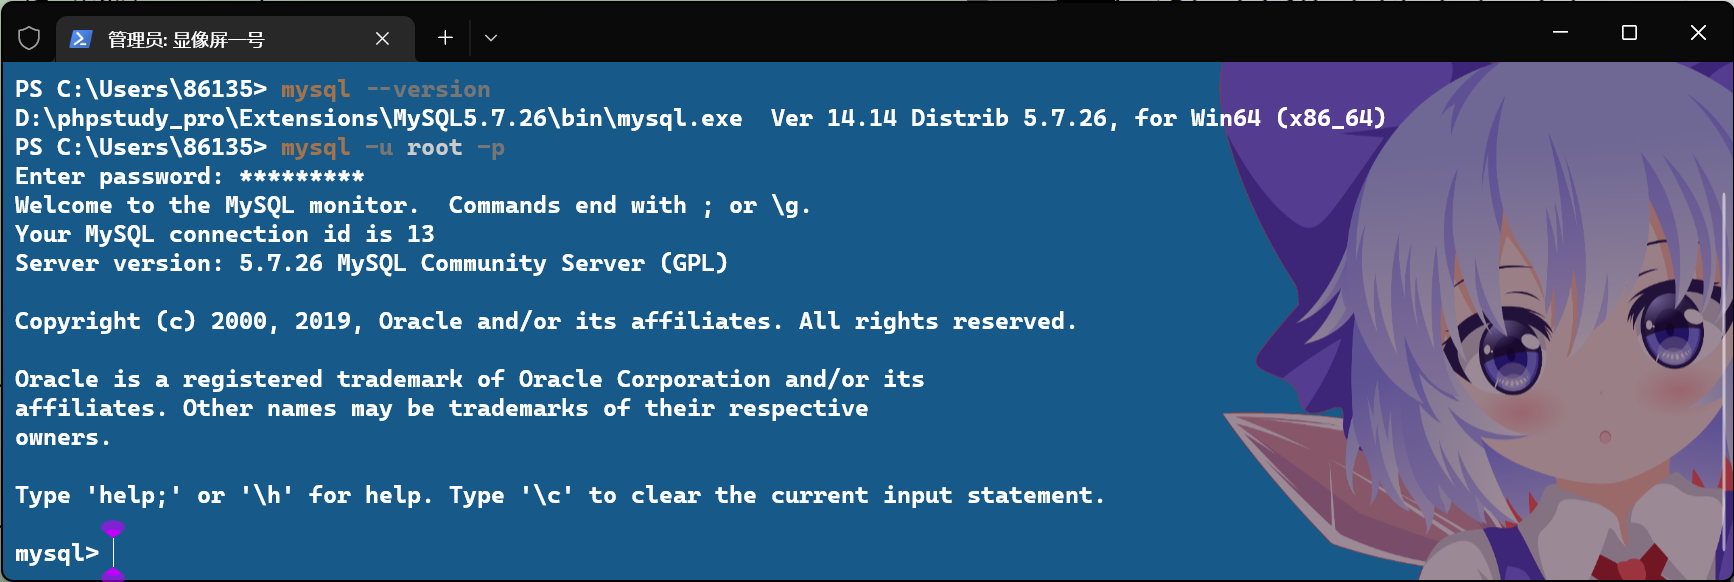 管理员: 显像屏一号
PS C:\Users\86135> mysql --version
D:\phpstudy_pro\Extensions\MySQL5.7.26\bin\mysql.exe  Ver 14.14 Distrib 5.7.26, for Win64 (x86_64)
PS C:\Users\86135> mysql -u root -p
Enter password: *********
Welcome to the MySQL monitor.  Commands end with ; or \g.
Your MySQL connection id is 13
Server version: 5.7.26 MySQL Community Server (GPL)
Copyright (c) 2000, 2019, Oracle and/or its affiliates. All rights reserved.
Oracle is a registered trademark of Oracle Corporation and/or its
affiliates. Other names may be trademarks of their respective
owners.
Type 'help;' or '\h' for help. Type '\c' to clear the current input statement.
mysql>